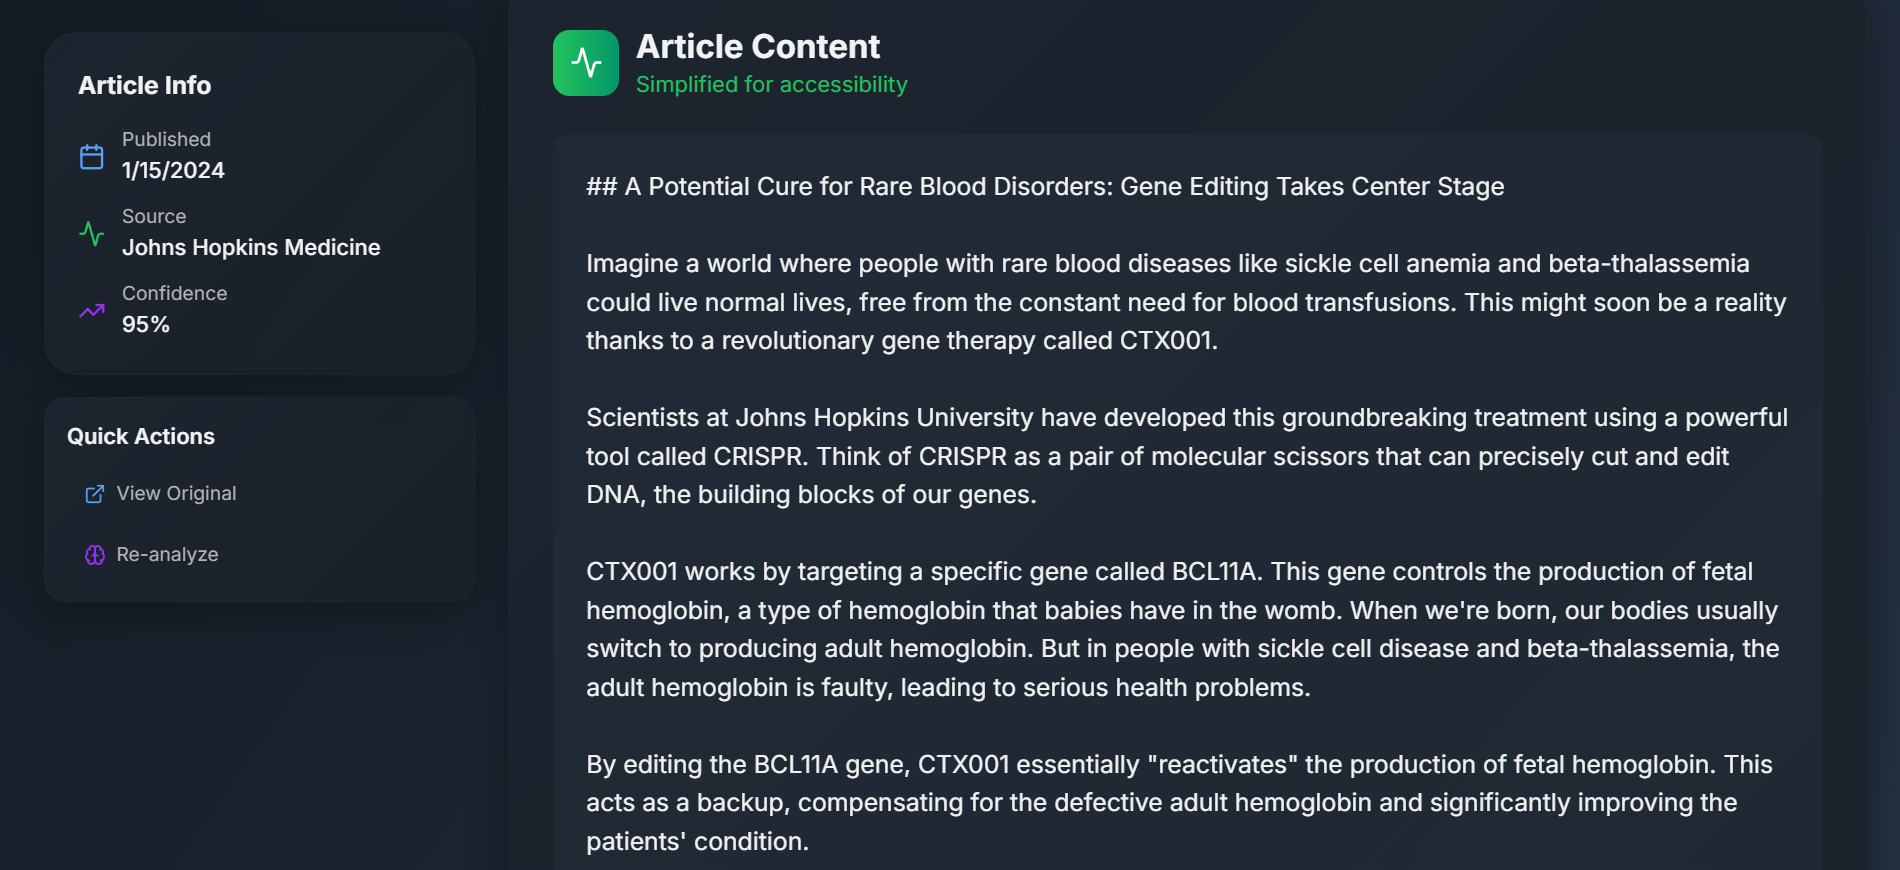 Article Info
Published
1/15/2024
Source
Johns Hopkins Medicine
Confidence
95%
Quick Actions
View Original
Re-analyze
Article Content
Simplified for accessibility
## A Potential Cure for Rare Blood Disorders: Gene Editing Takes Center Stage
Imagine a world where people with rare blood diseases like sickle cell anemia and beta-thalassemia
could live normal lives, free from the constant need for blood transfusions. This might soon be a reality
thanks to a revolutionary gene therapy called CTX001.
Scientists at Johns Hopkins University have developed this groundbreaking treatment using a powerful
tool called CRISPR. Think of CRISPR as a pair of molecular scissors that can precisely cut and edit
DNA, the building blocks of our genes.
CTX001 works by targeting a specific gene called BCL11A. This gene controls the production of fetal
hemoglobin, a type of hemoglobin that babies have in the womb. When we're born, our bodies usually
switch to producing adult hemoglobin. But in people with sickle cell disease and beta-thalassemia, the
adult hemoglobin is faulty, leading to serious health problems.
By editing the BCL11A gene, CTX001 essentially "reactivates" the production of fetal hemoglobin. This
acts as a backup, compensating for the defective adult hemoglobin and significantly improving the
patients' condition.